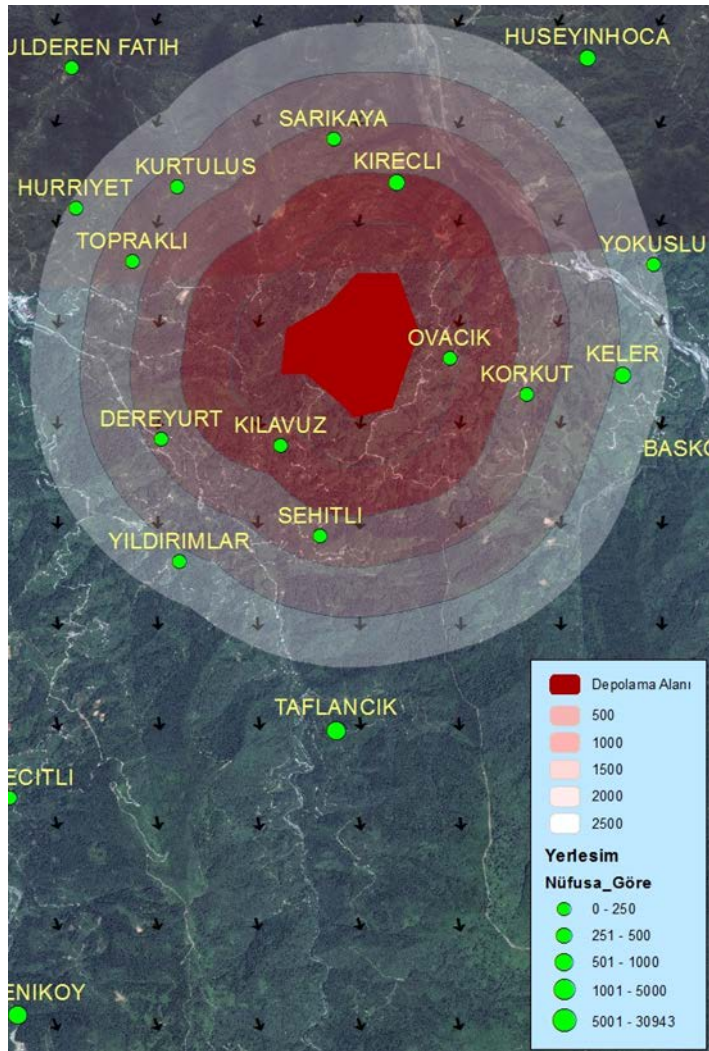 ULDEREN FATIH
HUSEYINHOCA
SARIKAYA
KURTULUS
KIRECLI
HURRIYET
TOPRAKLI
YOKUSLU
OVACIK
KELER
KORKUT
DEREYURT
KILAVUZ
BASKO
SEHITLI
YILDIRIMLAR
TAFLANCIK
ECITLI
ENIKOY
Depolama Alanı
500
1000
1500
2000
2500
Yerlesim
Nüfusa_Göre
0 - 250
251 - 500
501 - 1000
1001 - 5000
5001 - 30943